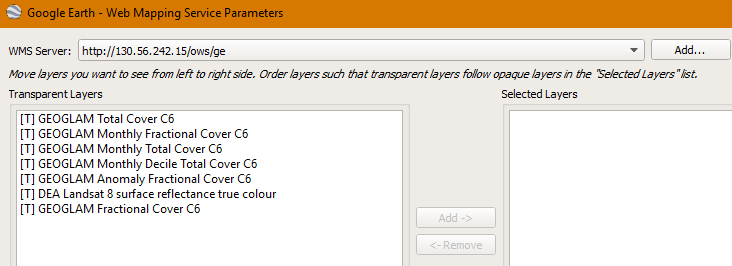 Google Earth - Web Mapping Service Parameters
WMS Server: http://130.56.242.15/ows/ge Add...
Move layers you want to see from left to right side. Order layers such that transparent layers follow opaque layers in the "Selected Layers" list.
Transparent Layers Selected Layers
[T] GEOGLAM Total Cover C6
[T] GEOGLAM Monthly Fractional Cover C6
[T] GEOGLAM Monthly Total Cover C6
[T] GEOGLAM Monthly Decile Total Cover C6
[T] GEOGLAM Anomaly Fractional Cover C6
[T] DEA Landsat 8 surface reflectance true colour
[T] GEOGLAM Fractional Cover C6
Add ->
<- Remove